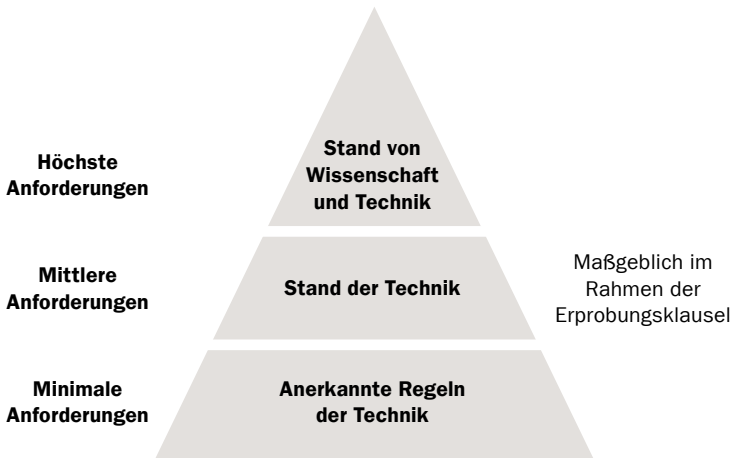 Höchste
Anforderungen
Stand von
Wissenschaft
und Technik
Mittlere
Anforderungen
Stand der Technik
Maßgeblich im
Rahmen der
Erprobungsklausel
Minimale
Anforderungen
Anerkannte Regeln
der Technik